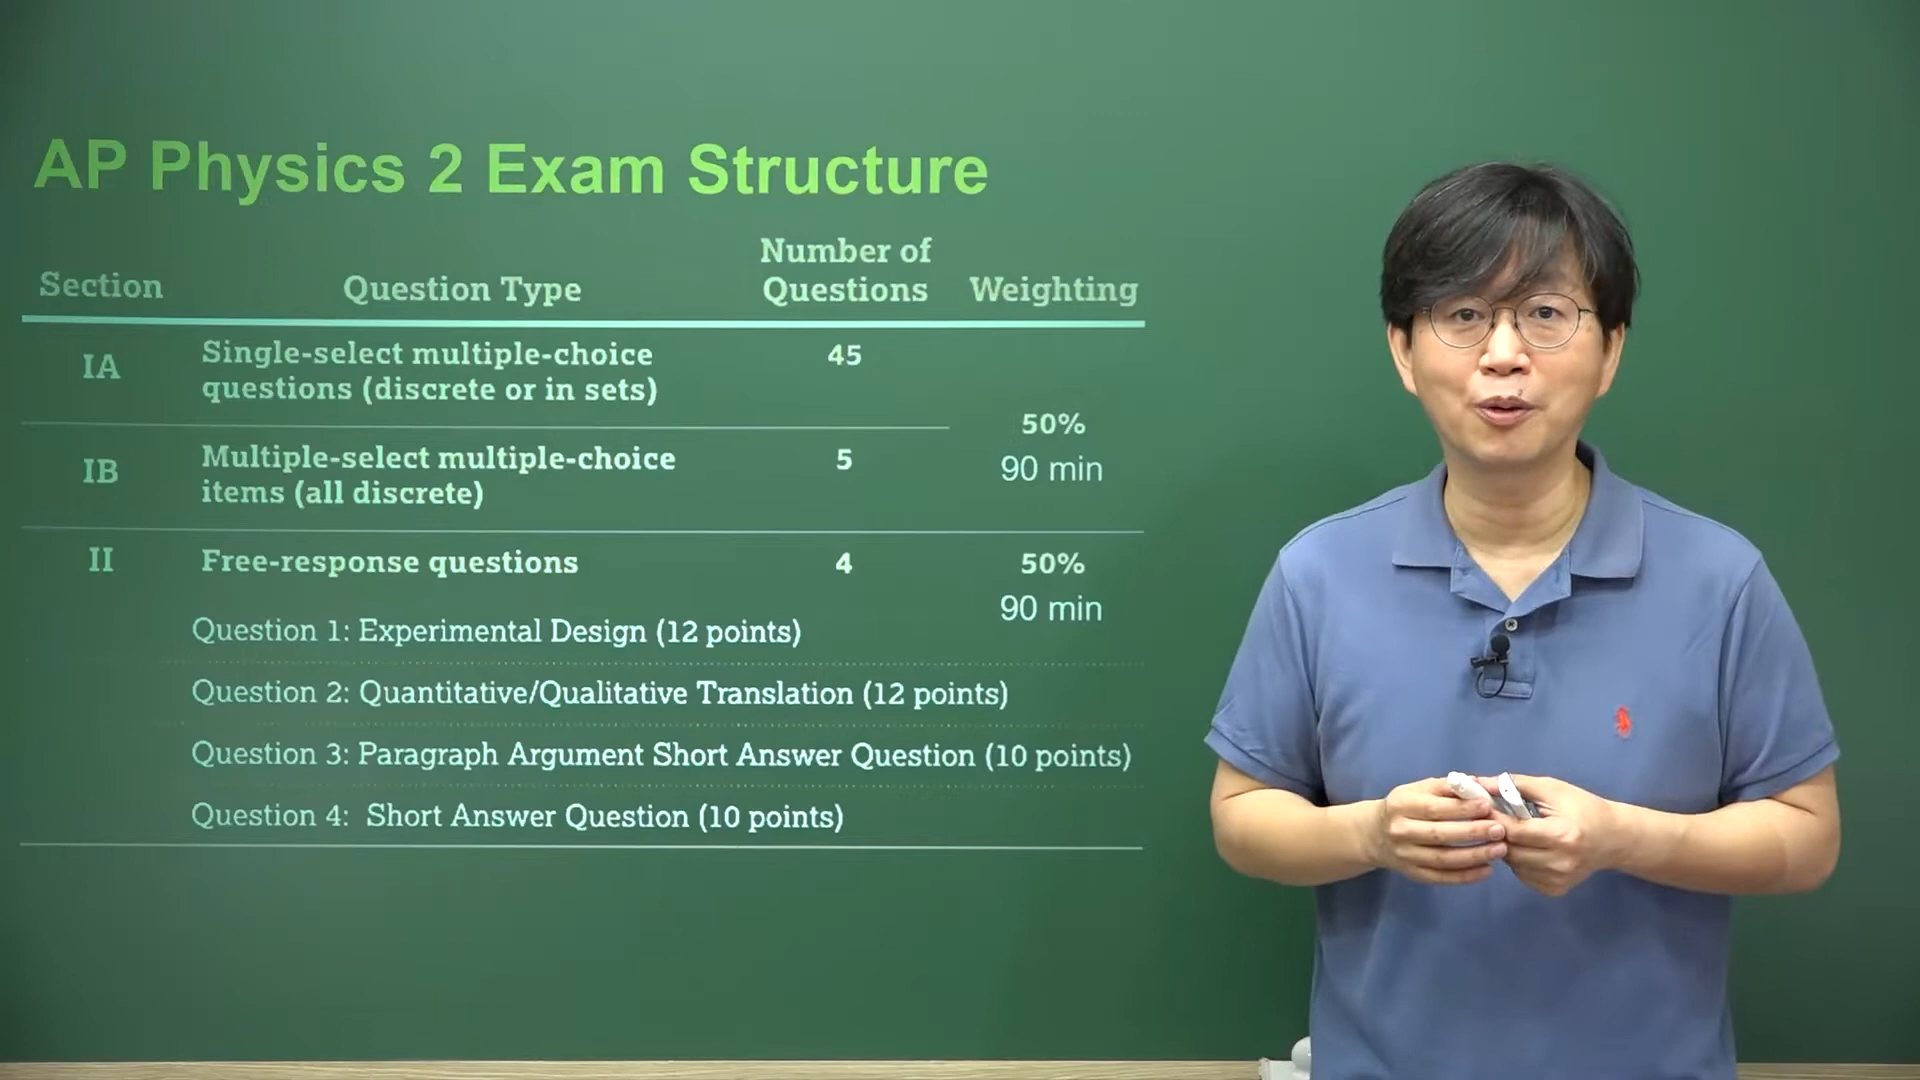 AP Physics 2 Exam Structure
Section
Question Type
Number of
Questions
Weighting
IA
Single-select multiple-choice
questions (discrete or in sets)
45
50%
90 min
IB
Multiple-select multiple-choice
items (all discrete)
5
II
Free-response questions
4
50%
90 min
Question 1: Experimental Design (12 points)
Question 2: Quantitative/Qualitative Translation (12 points)
Question 3: Paragraph Argument Short Answer Question (10 points)
Question 4: Short Answer Question (10 points)